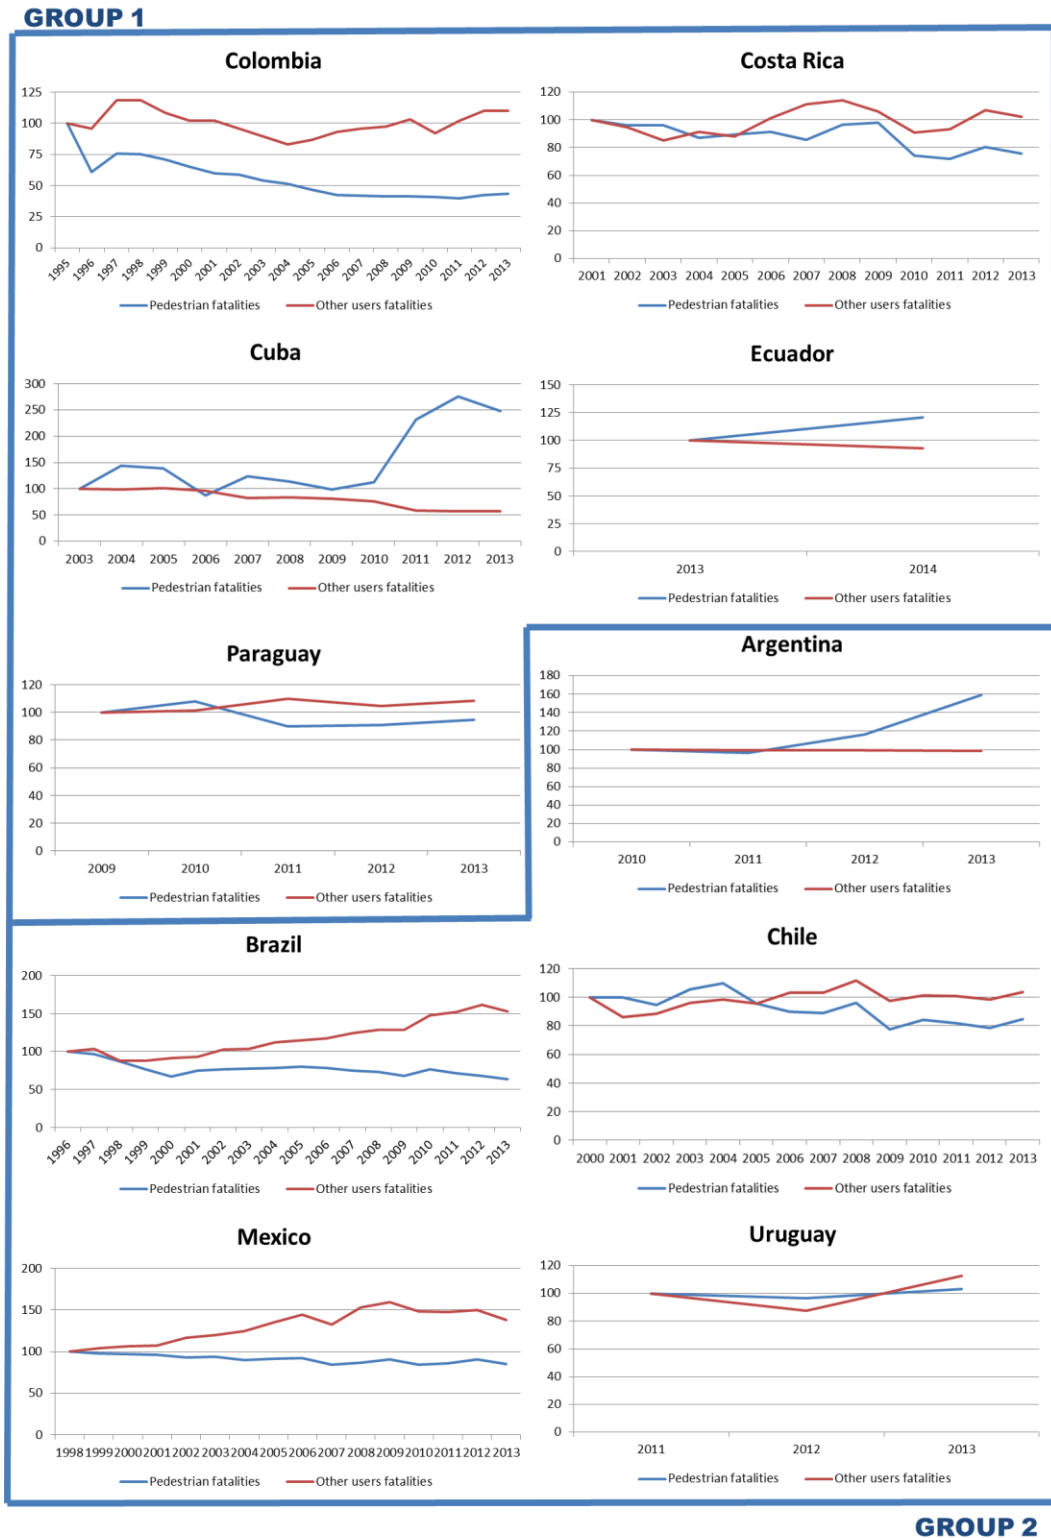 GROUP 1
Colombia
125
100
75
50
25
0
1995 1996 1997 1998 1999 2000 2001 2002 2003 2004 2005 2006 2007 2008 2009 2010 2011 2012 2013
Pedestrian fatalities Other users fatalities
Costa Rica
120
100
80
60
40
20
0
2001 2002 2003 2004 2005 2006 2007 2008 2009 2010 2011 2012 2013
Pedestrian fatalities Other users fatalities
Cuba
300
250
200
150
100
50
0
2003 2004 2005 2006 2007 2008 2009 2010 2011 2012 2013
Pedestrian fatalities Other users fatalities
Ecuador
150
125
100
75
50
25
0
2013 2014
Pedestrian fatalities Other users fatalities
Paraguay
120
100
80
60
40
20
0
2009 2010 2011 2012 2013
Pedestrian fatalities Other users fatalities
Argentina
180
160
140
120
100
80
60
40
20
0
2010 2011 2012 2013
Pedestrian fatalities Other users fatalities
Brazil
200
150
100
50
0
1996 1997 1998 1999 2000 2001 2002 2003 2004 2005 2006 2007 2008 2009 2010 2011 2012 2013
Pedestrian fatalities Other users fatalities
Chile
120
100
80
60
40
20
0
2000 2001 2002 2003 2004 2005 2006 2007 2008 2009 2010 2011 2012 2013
Pedestrian fatalities Other users fatalities
Mexico
200
150
100
50
0
1998 1999 2000 2001 2002 2003 2004 2005 2006 2007 2008 2009 2010 2011 2012 2013
Pedestrian fatalities Other users fatalities
Uruguay
120
100
80
60
40
20
0
2011 2012 2013
Pedestrian fatalities Other users fatalities
GROUP 2